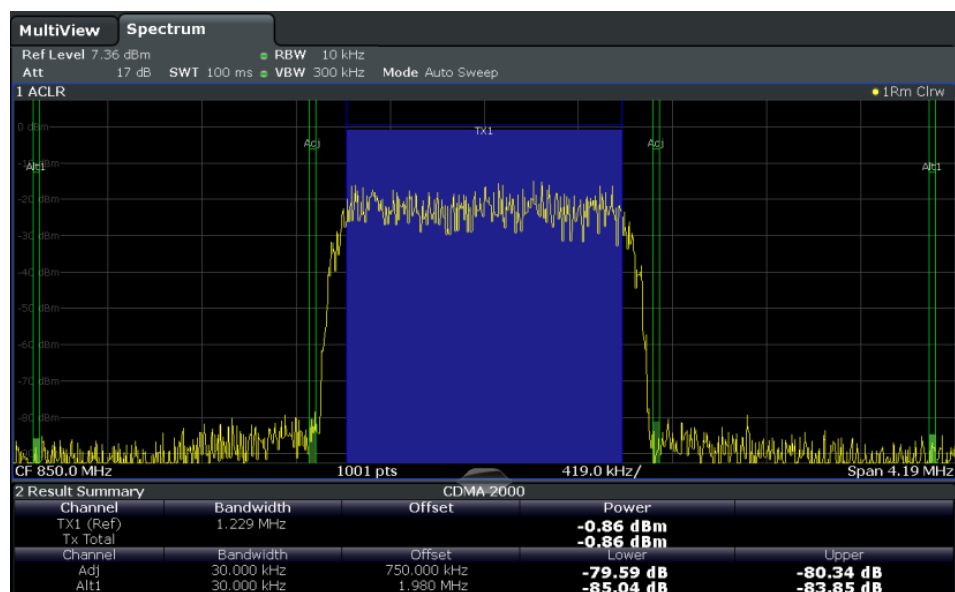 MultiView Spectrum
Ref Level 7.36 dBm RBW 10 kHz
Att 17 dB SWT 100 ms VBW 300 kHz Mode Auto Sweep
1 ACLR 1Rm Clrw
0 dBm
TX1
Adj Adj
-10 dBm
Alt1 Alt1
-20 dBm
-30 dBm
-40 dBm
-50 dBm
-60 dBm
-70 dBm
-80 dBm
CF 850.0 MHz 1001 pts 419.0 kHz/ Span 4.19 MHz
2 Result Summary CDMA 2000
Channel Bandwidth Offset Power
TX1 (Ref) 1.229 MHz -0.86 dBm
Tx Total -0.86 dBm
Channel Bandwidth Offset Lower Upper
Adj 30.000 kHz 750.000 kHz -79.59 dB -80.34 dB
Alt1 30.000 kHz 1.980 MHz -85.04 dB -83.85 dB